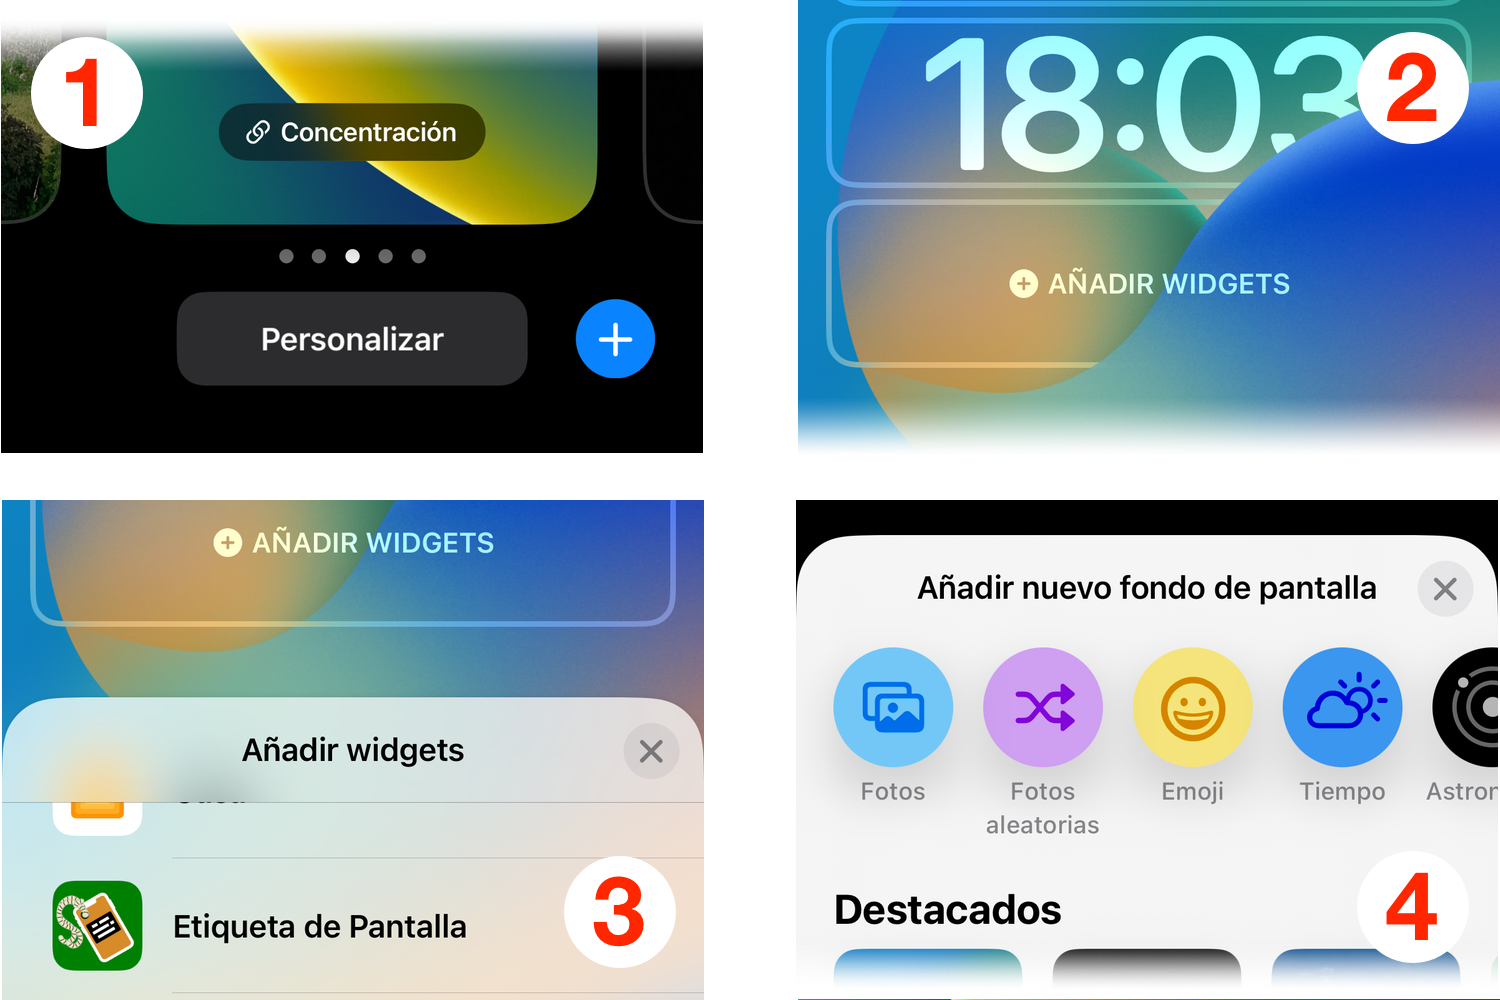 1
Concentración
Personalizar
2
18:03
AÑADIR WIDGETS
AÑADIR WIDGETS
Añadir widgets
Etiqueta de Pantalla
3
Añadir nuevo fondo de pantalla
Fotos
Fotos
aleatorias
Emoji
Tiempo
Astron
Destacados
4